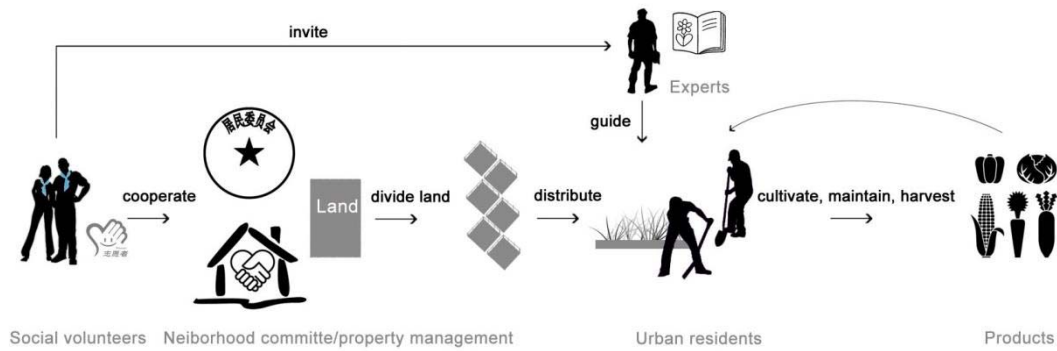 invite
Experts
guide
居民委员会
cooperate
Land
divide land
distribute
cultivate, maintain, harvest
志愿者
Social volunteers
Neiborhood committe/property management
Urban residents
Products